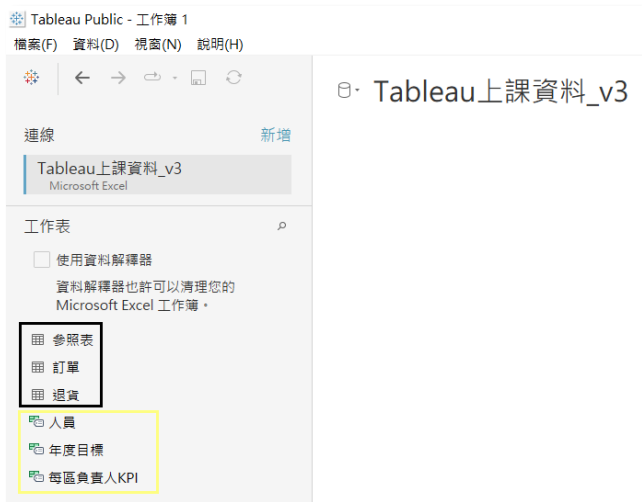 Tableau Public - 工作簿 1
檔案(F) 資料(D) 視窗(N) 說明(H)
Tableau上課資料_v3
連線 新增
Tableau上課資料_v3
Microsoft Excel
工作表
使用資料解釋器
資料解釋器也許可以清理您的
Microsoft Excel 工作簿。
參照表
訂單
退貨
人員
年度目標
每區負責人KPI